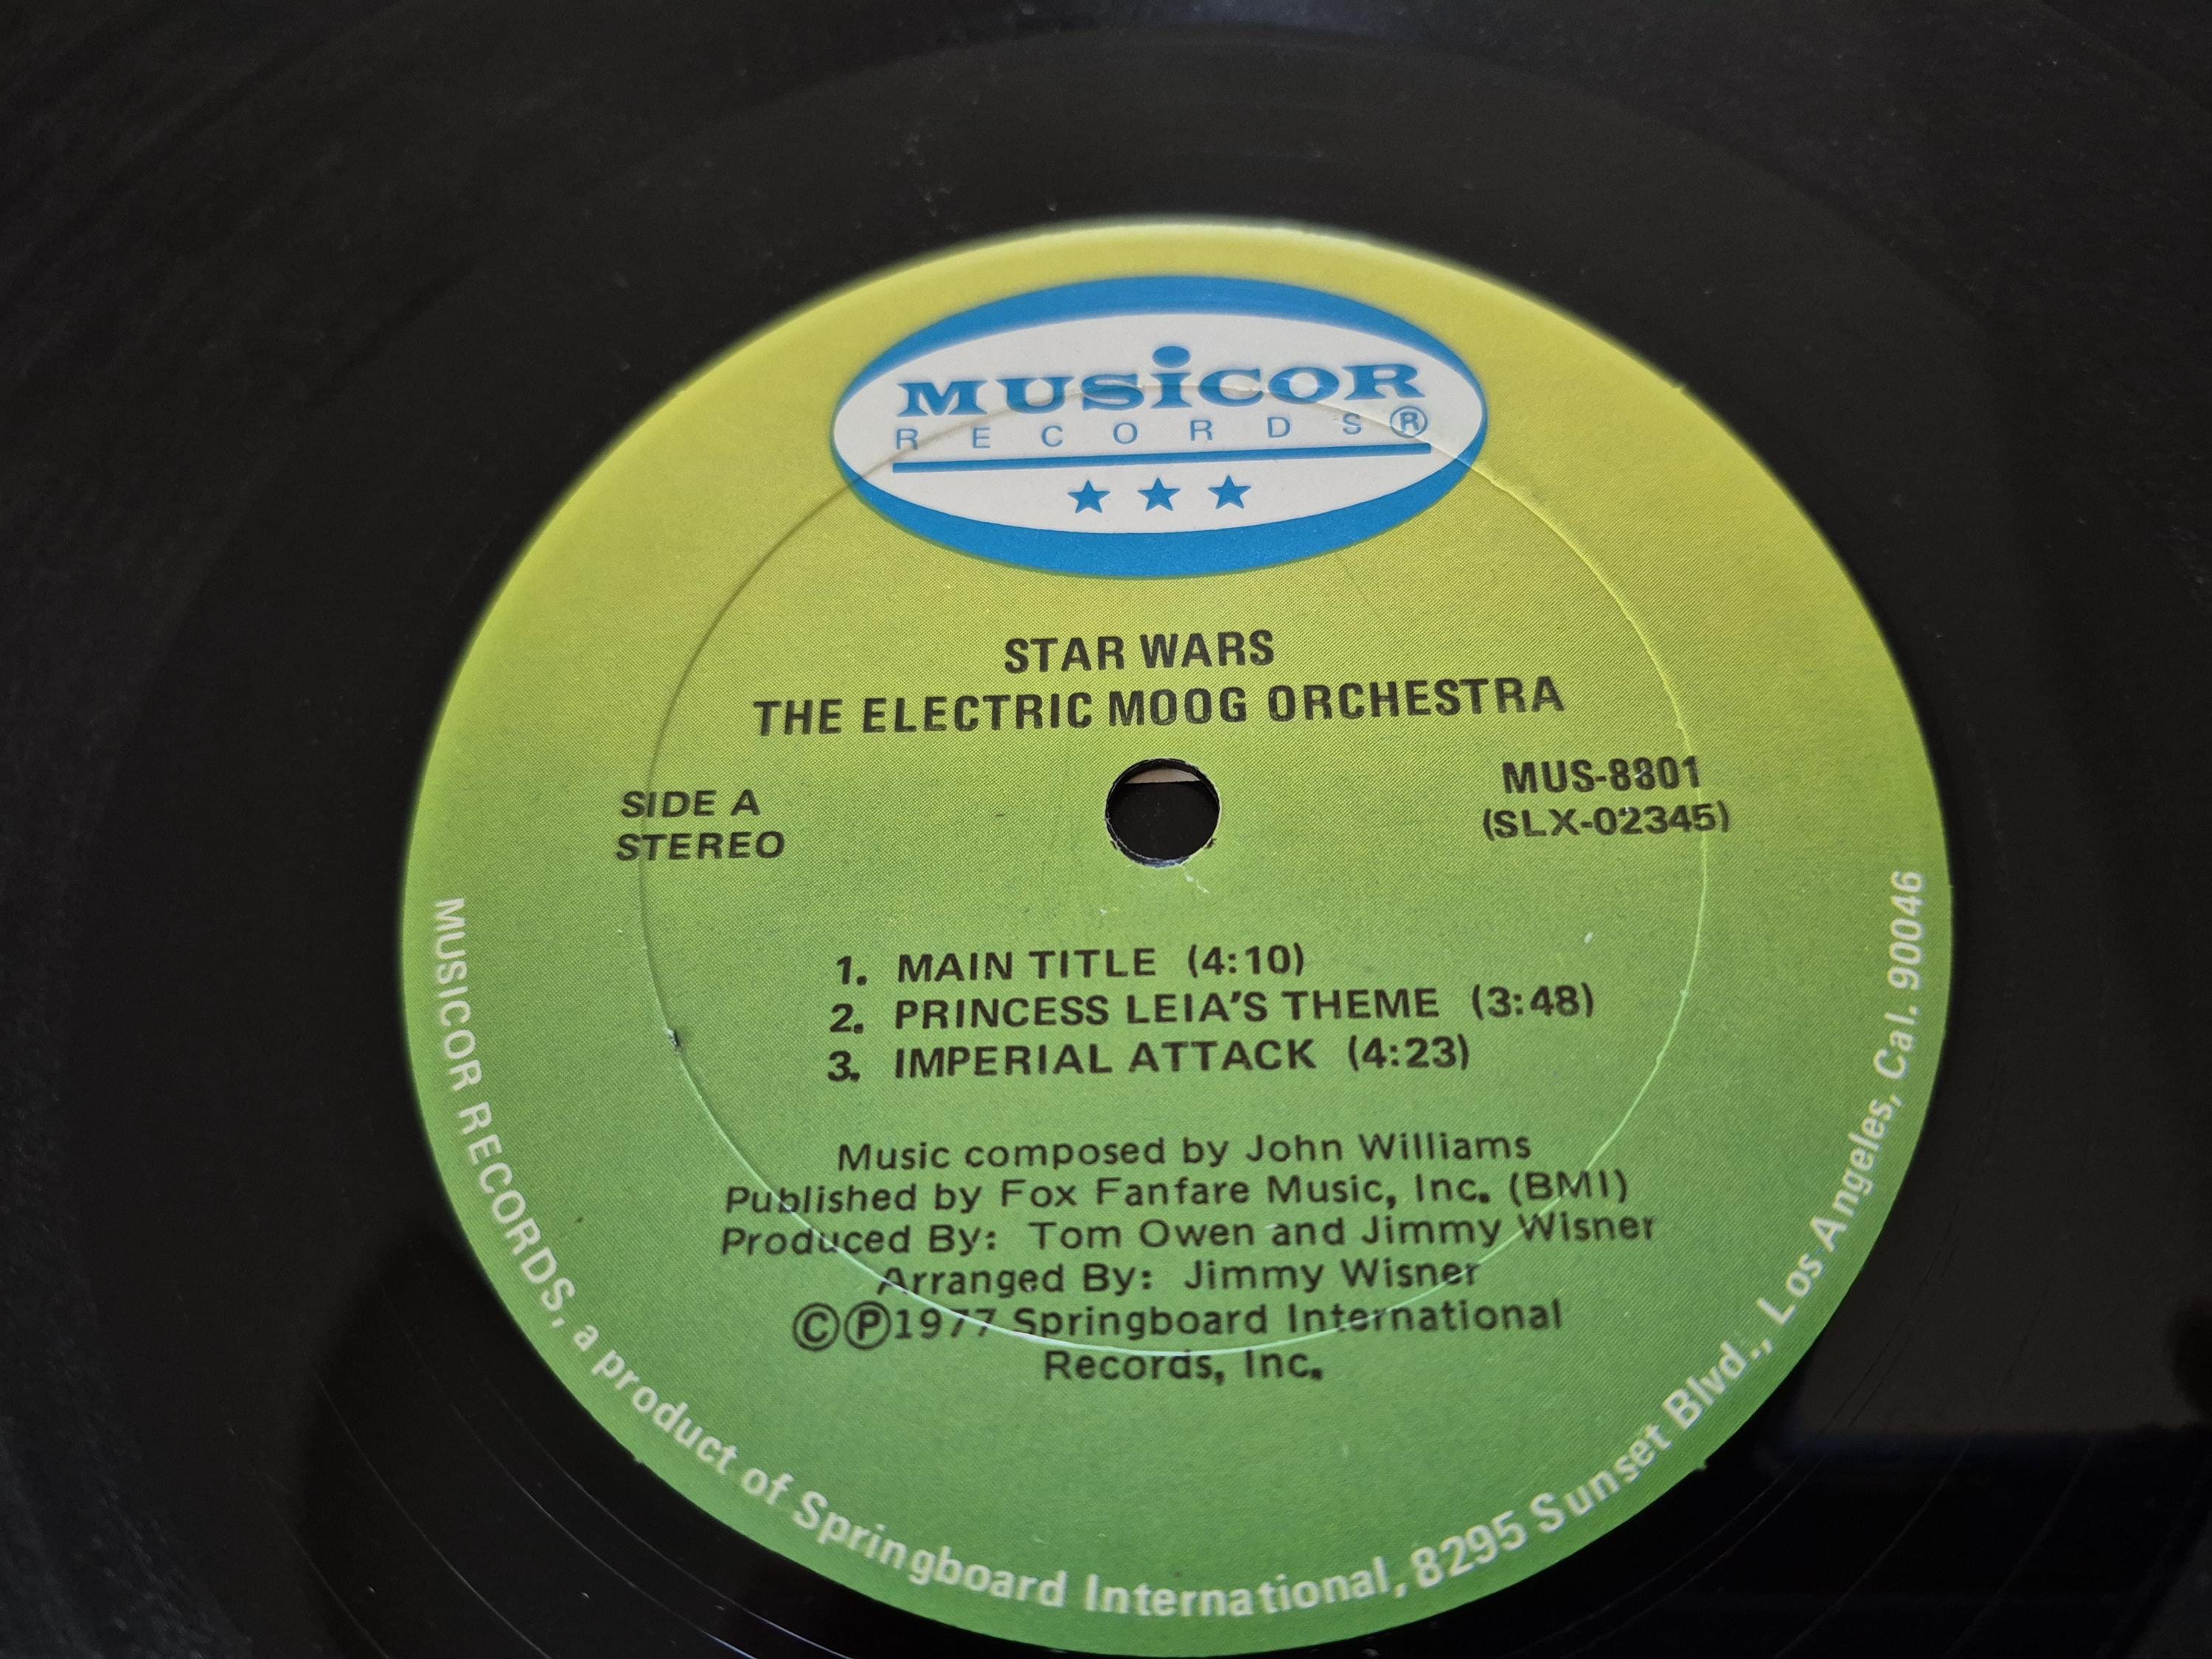 MUSiCOR
RECORDS®
STAR WARS
THE ELECTRIC MOOG ORCHESTRA
SIDE A
STEREO
MUS-8801
(SLX-02345)
1. MAIN TITLE (4:10)
2. PRINCESS LEIA'S THEME (3:48)
3. IMPERIAL ATTACK (4:23)
Music composed by John Williams
Published by Fox Fanfare Music, Inc. (BMI)
Produced By: Tom Owen and Jimmy Wisner
Arranged By: Jimmy Wisner
©℗1977 Springboard International
Records, Inc.
MUSICOR RECORDS, a product of Springboard International, 8295 Sunset Blvd., Los Angeles, Cal. 90046